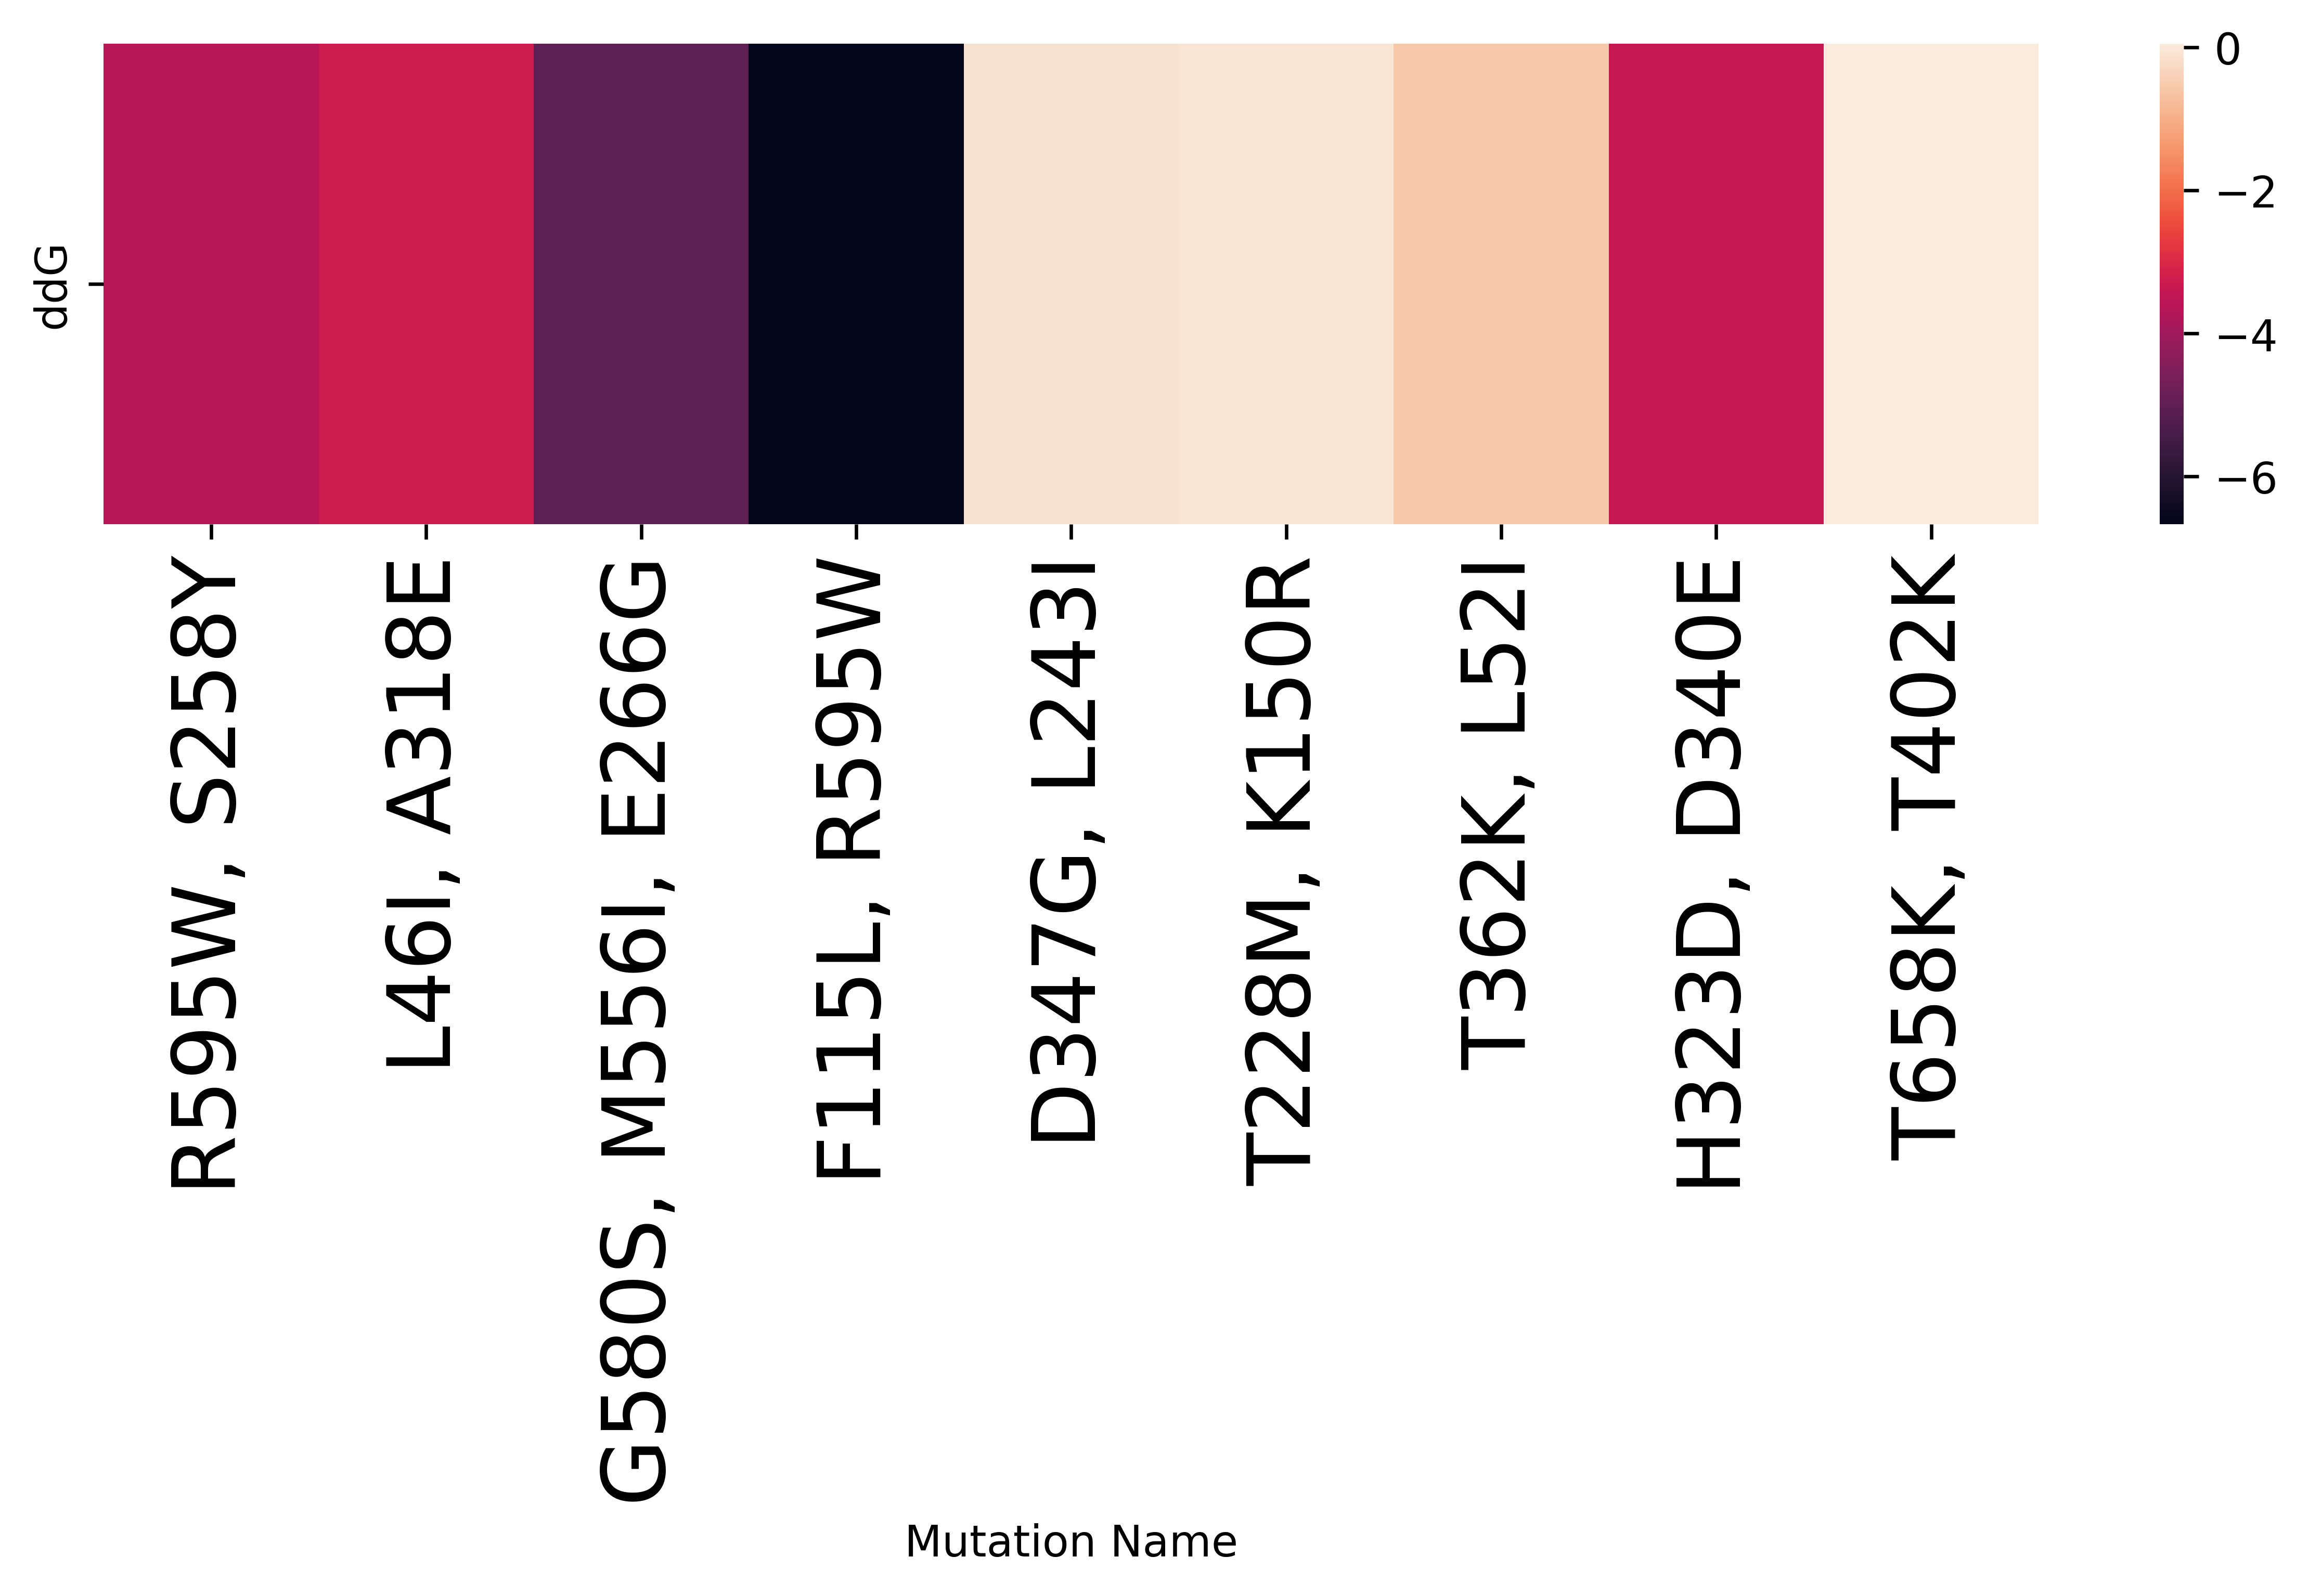 ddG
0
−2
−4
−6
R595W, S258Y
L46I, A318E
G580S, M556I, E266G
F115L, R595W
D347G, L243I
T228M, K150R
T362K, L52I
H323D, D340E
T658K, T402K
Mutation Name